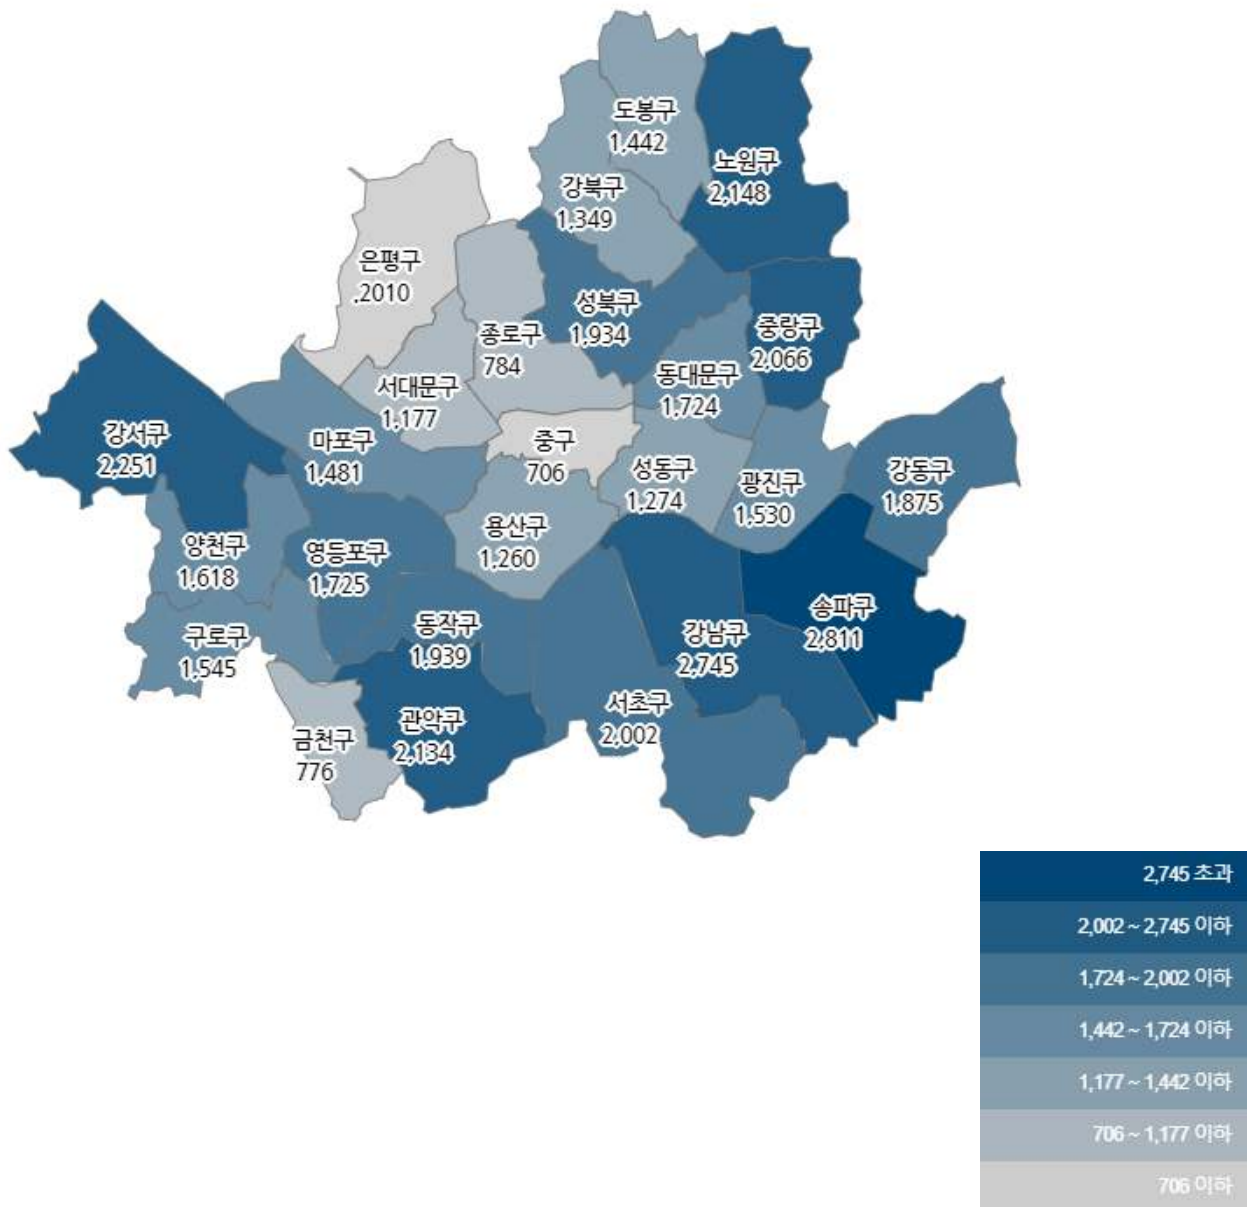 도봉구
1,442
노원구
2,148
강북구
1,349
은평구
.2010
성북구
1,934
종로구
784
중랑구
2,066
동대문구
1,724
서대문구
1,177
강서구
2,251
마포구
1,481
중구
706
성동구
1,274
광진구
1,530
강동구
1,875
용산구
1,260
양천구
1,618
영등포구
1,725
송파구
2,811
구로구
1,545
동작구
1,939
강남구
2,745
서초구
2,002
관악구
2,134
금천구
776
2,745 초과
2,002 ~ 2,745 이하
1,724 ~ 2,002 이하
1,442 ~ 1,724 이하
1,177 ~ 1,442 이하
706 ~ 1,177 이하
706 이하